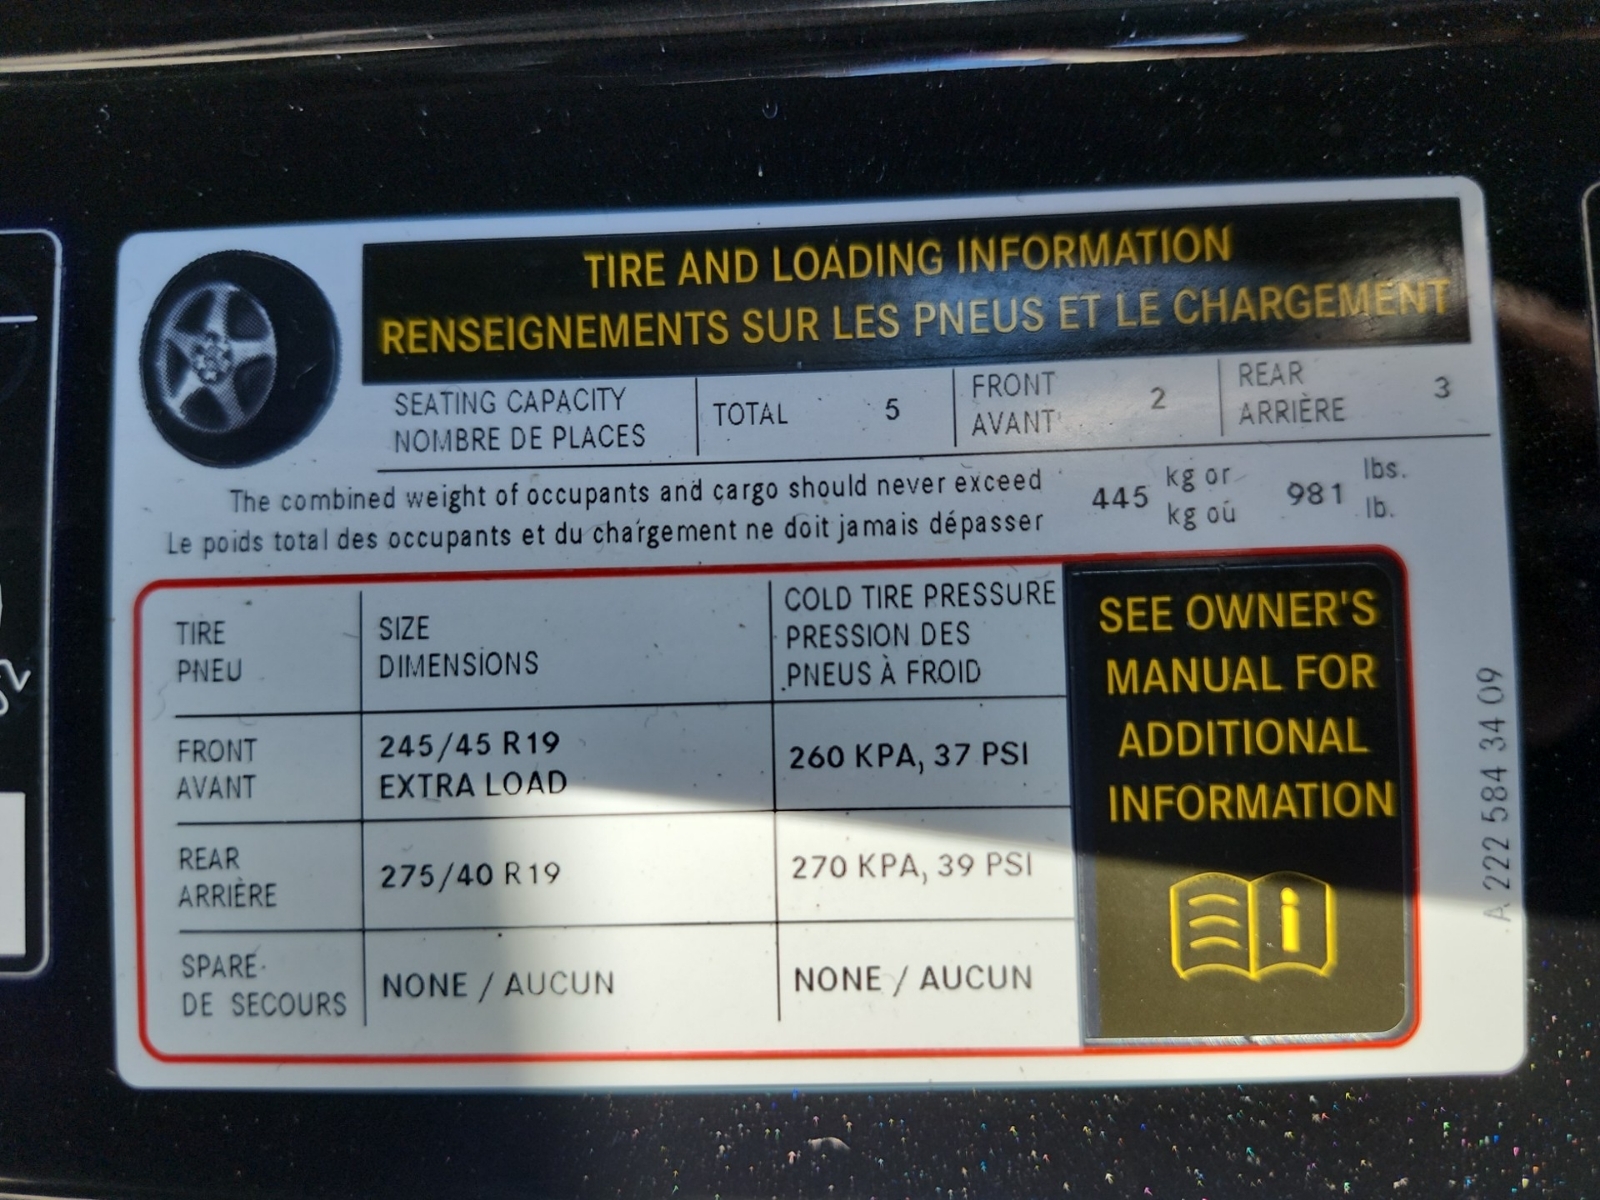 TIRE AND LOADING INFORMATION
RENSEIGNEMENTS SUR LES PNEUS ET LE CHARGEMENT
SEATING CAPACITY
NOMBRE DE PLACES
TOTAL 5
FRONT
AVANT
2
REAR
ARRIÈRE
3
The combined weight of occupants and cargo should never exceed
Le poids total des occupants et du chargement ne doit jamais dépasser
445
kg or
kg où
981
lbs.
lb.
TIRE
PNEU
SIZE
DIMENSIONS
COLD TIRE PRESSURE
PRESSION DES
PNEUS À FROID
FRONT
AVANT
245/45 R19
EXTRA LOAD
260 KPA, 37 PSI
REAR
ARRIÈRE
275/40 R19
270 KPA, 39 PSI
SPARE
DE SECOURS
NONE / AUCUN
NONE / AUCUN
SEE OWNER'S
MANUAL FOR
ADDITIONAL
INFORMATION
i
A 222 584 34 09